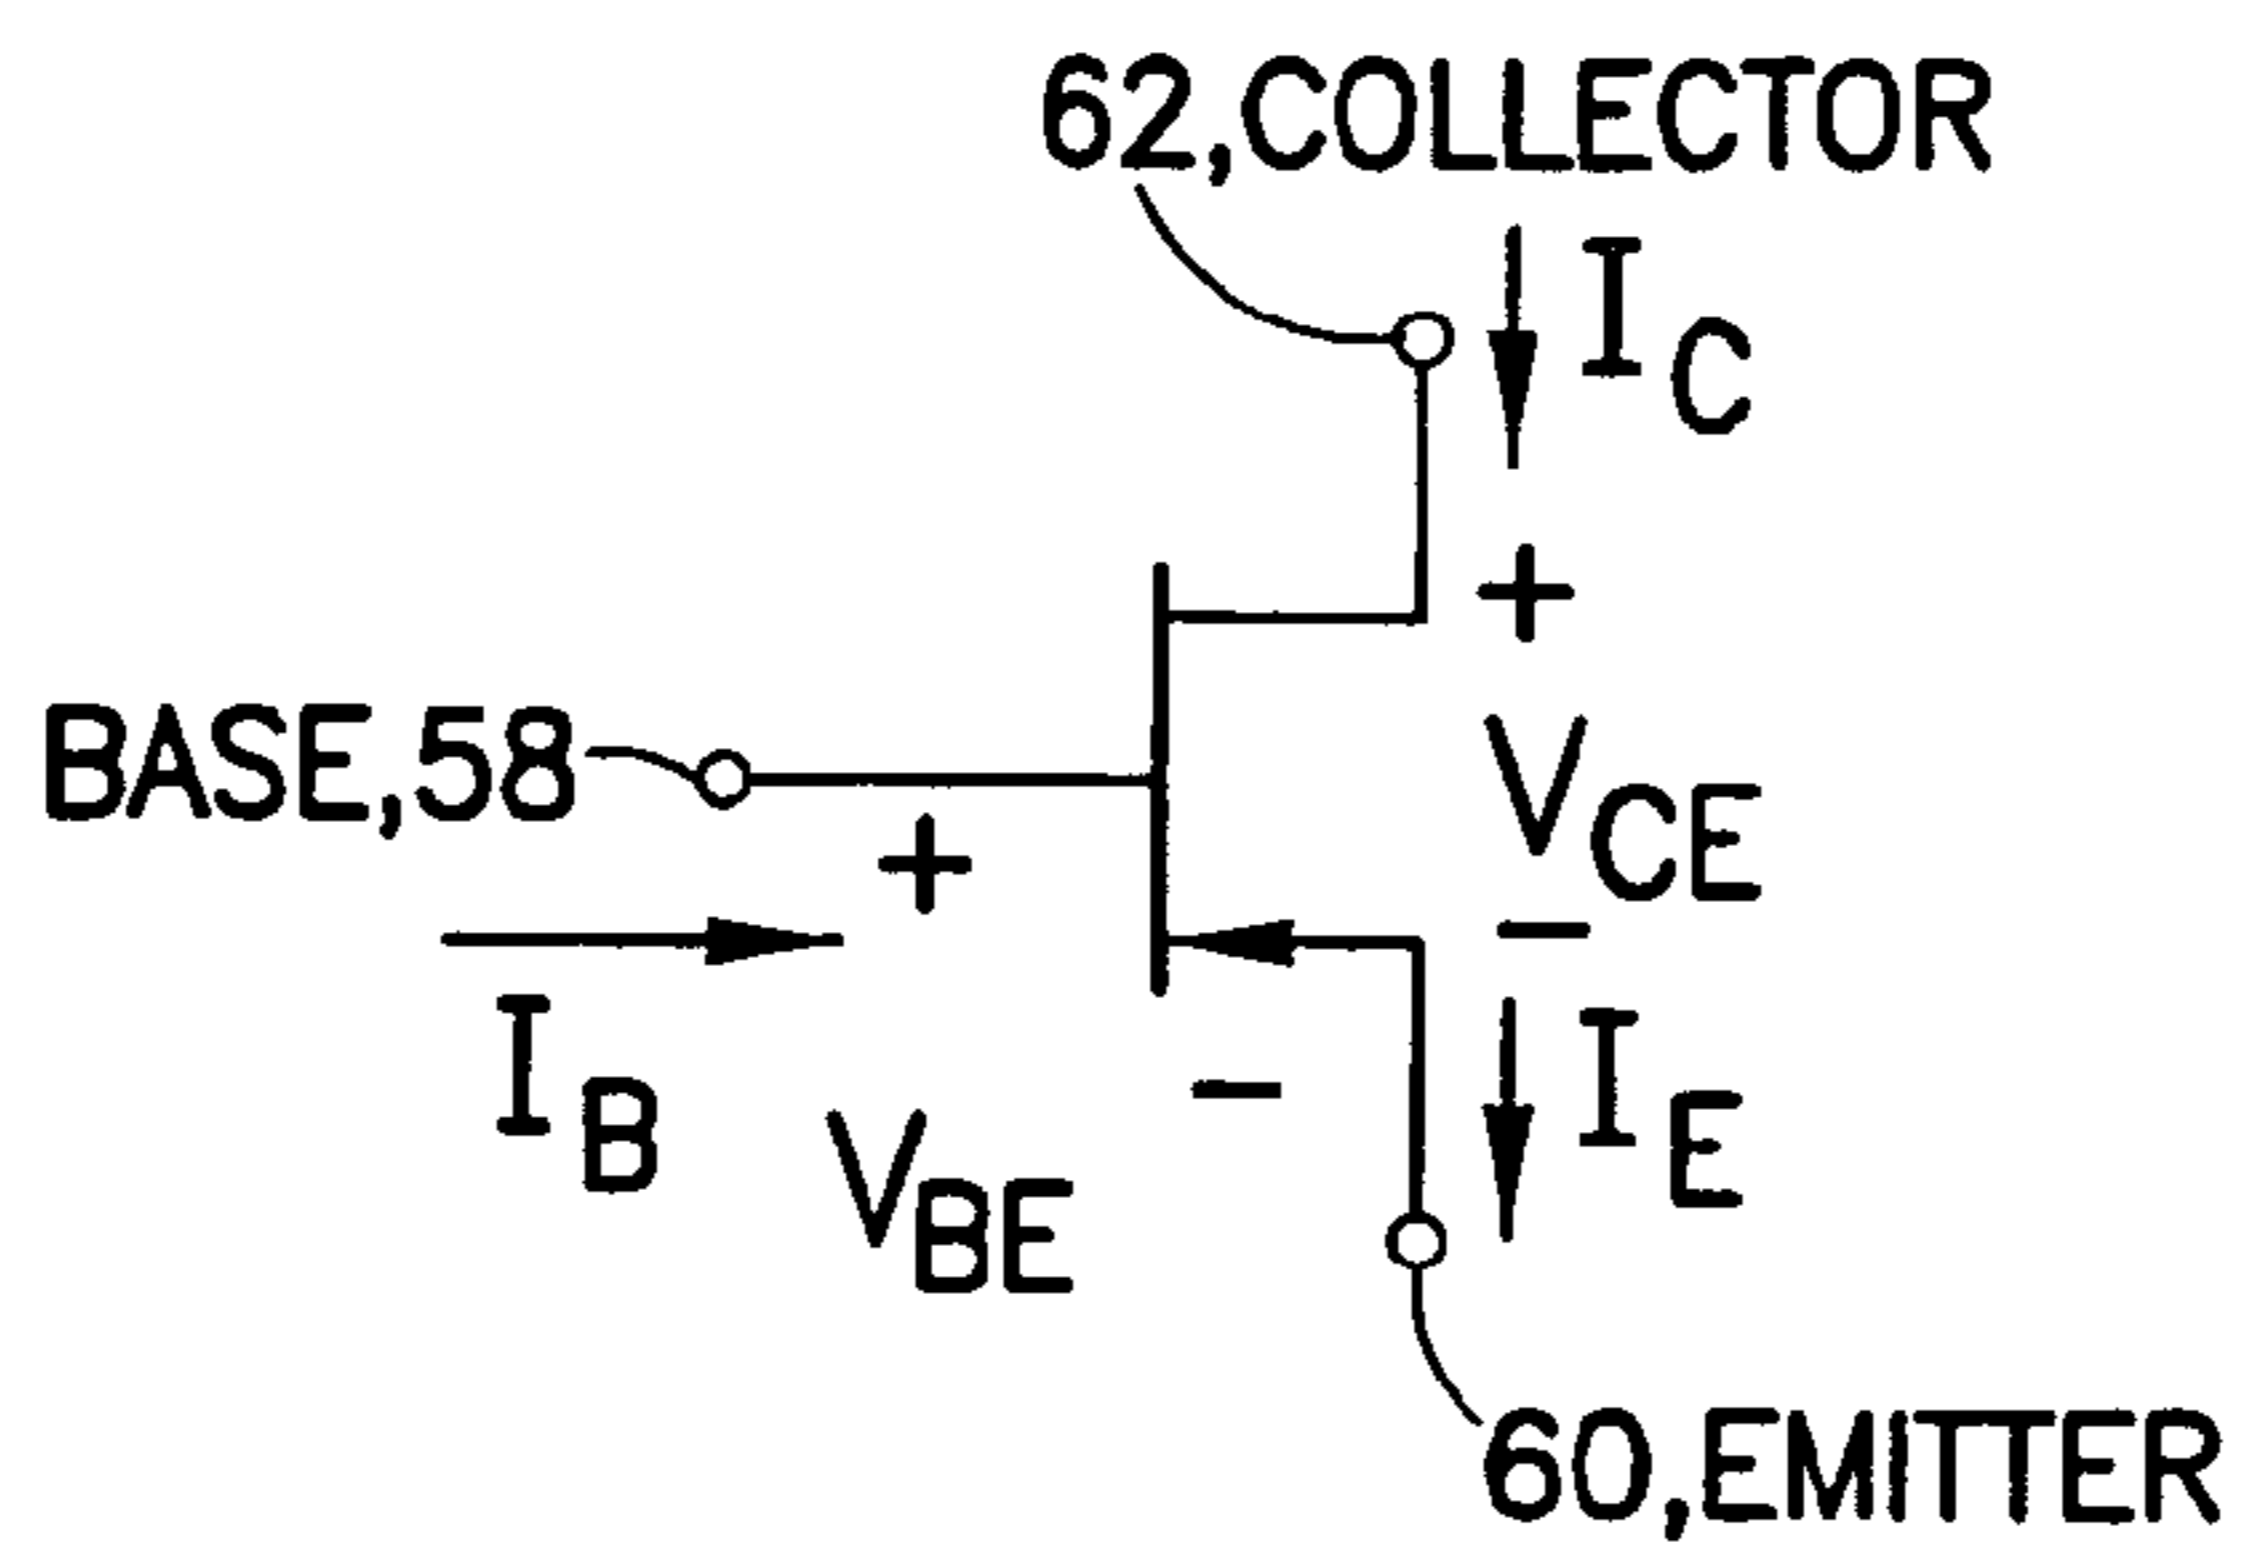 62,COLLECTOR
I_C
+
BASE,58
V_CE
+
−
I_B
I_E
−
V_BE
60,EMITTER